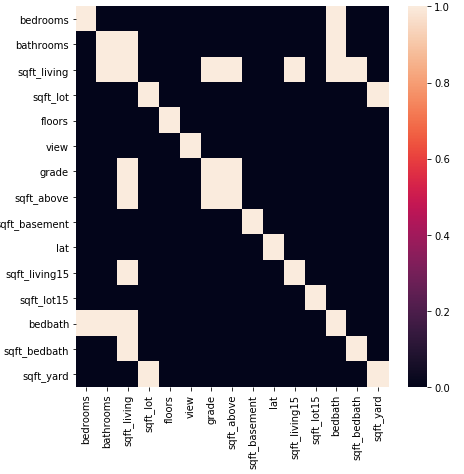 bedrooms
bathrooms
sqft_living
sqft_lot
floors
view
grade
sqft_above
sqft_basement
lat
sqft_living15
sqft_lot15
bedbath
sqft_bedbath
sqft_yard
bedrooms
bathrooms
sqft_living
sqft_lot
floors
view
grade
sqft_above
sqft_basement
lat
sqft_living15
sqft_lot15
bedbath
sqft_bedbath
sqft_yard
1.0
0.8
0.6
0.4
0.2
0.0